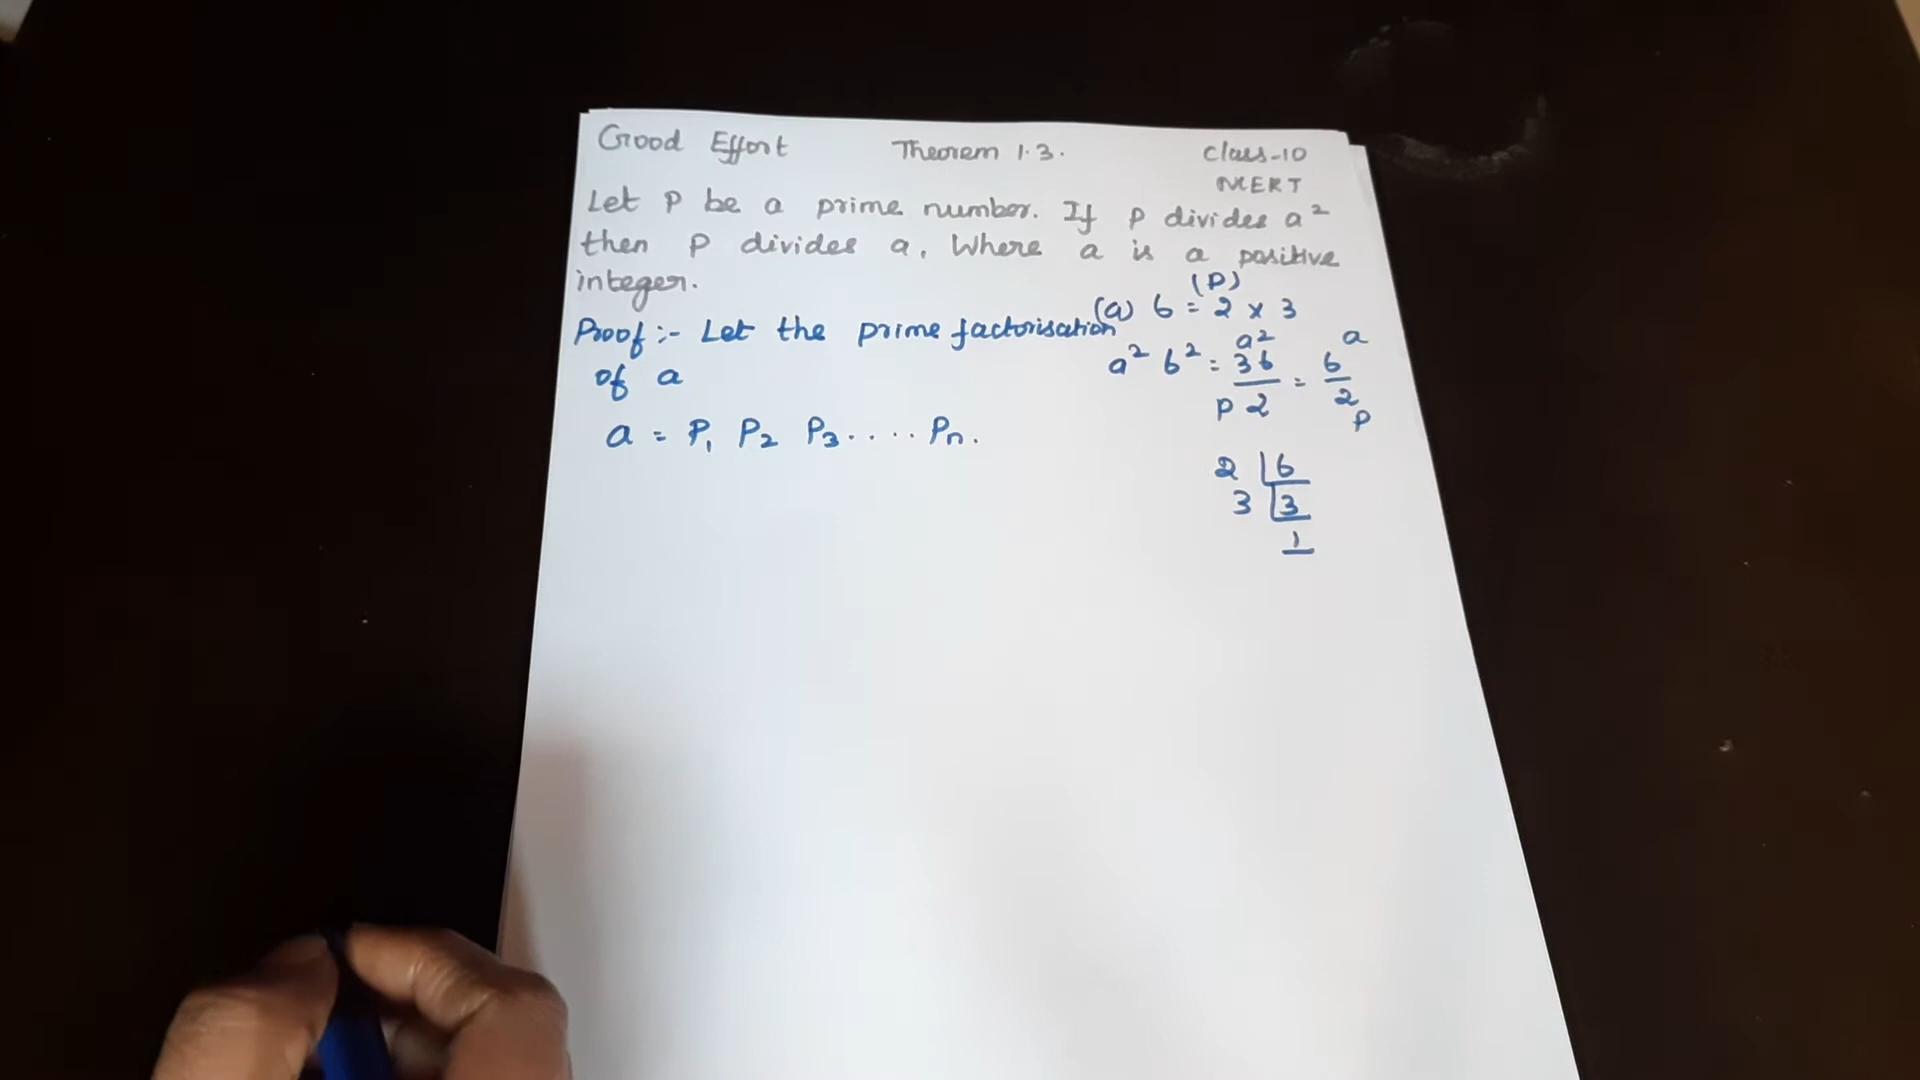 Good Effort Theorem 1.3. Class-10
NCERT
Let P be a prime number. If P divides a²
then P divides a. Where a is a positive
integer.
(P)
(a) 6 = 2 x 3
Proof :- Let the prime factorisation
a² a
a² 6² = 36 = 6
of a
P 2 2 P
a = P₁ P₂ P₃ .... Pn.
2 6
3 3
1